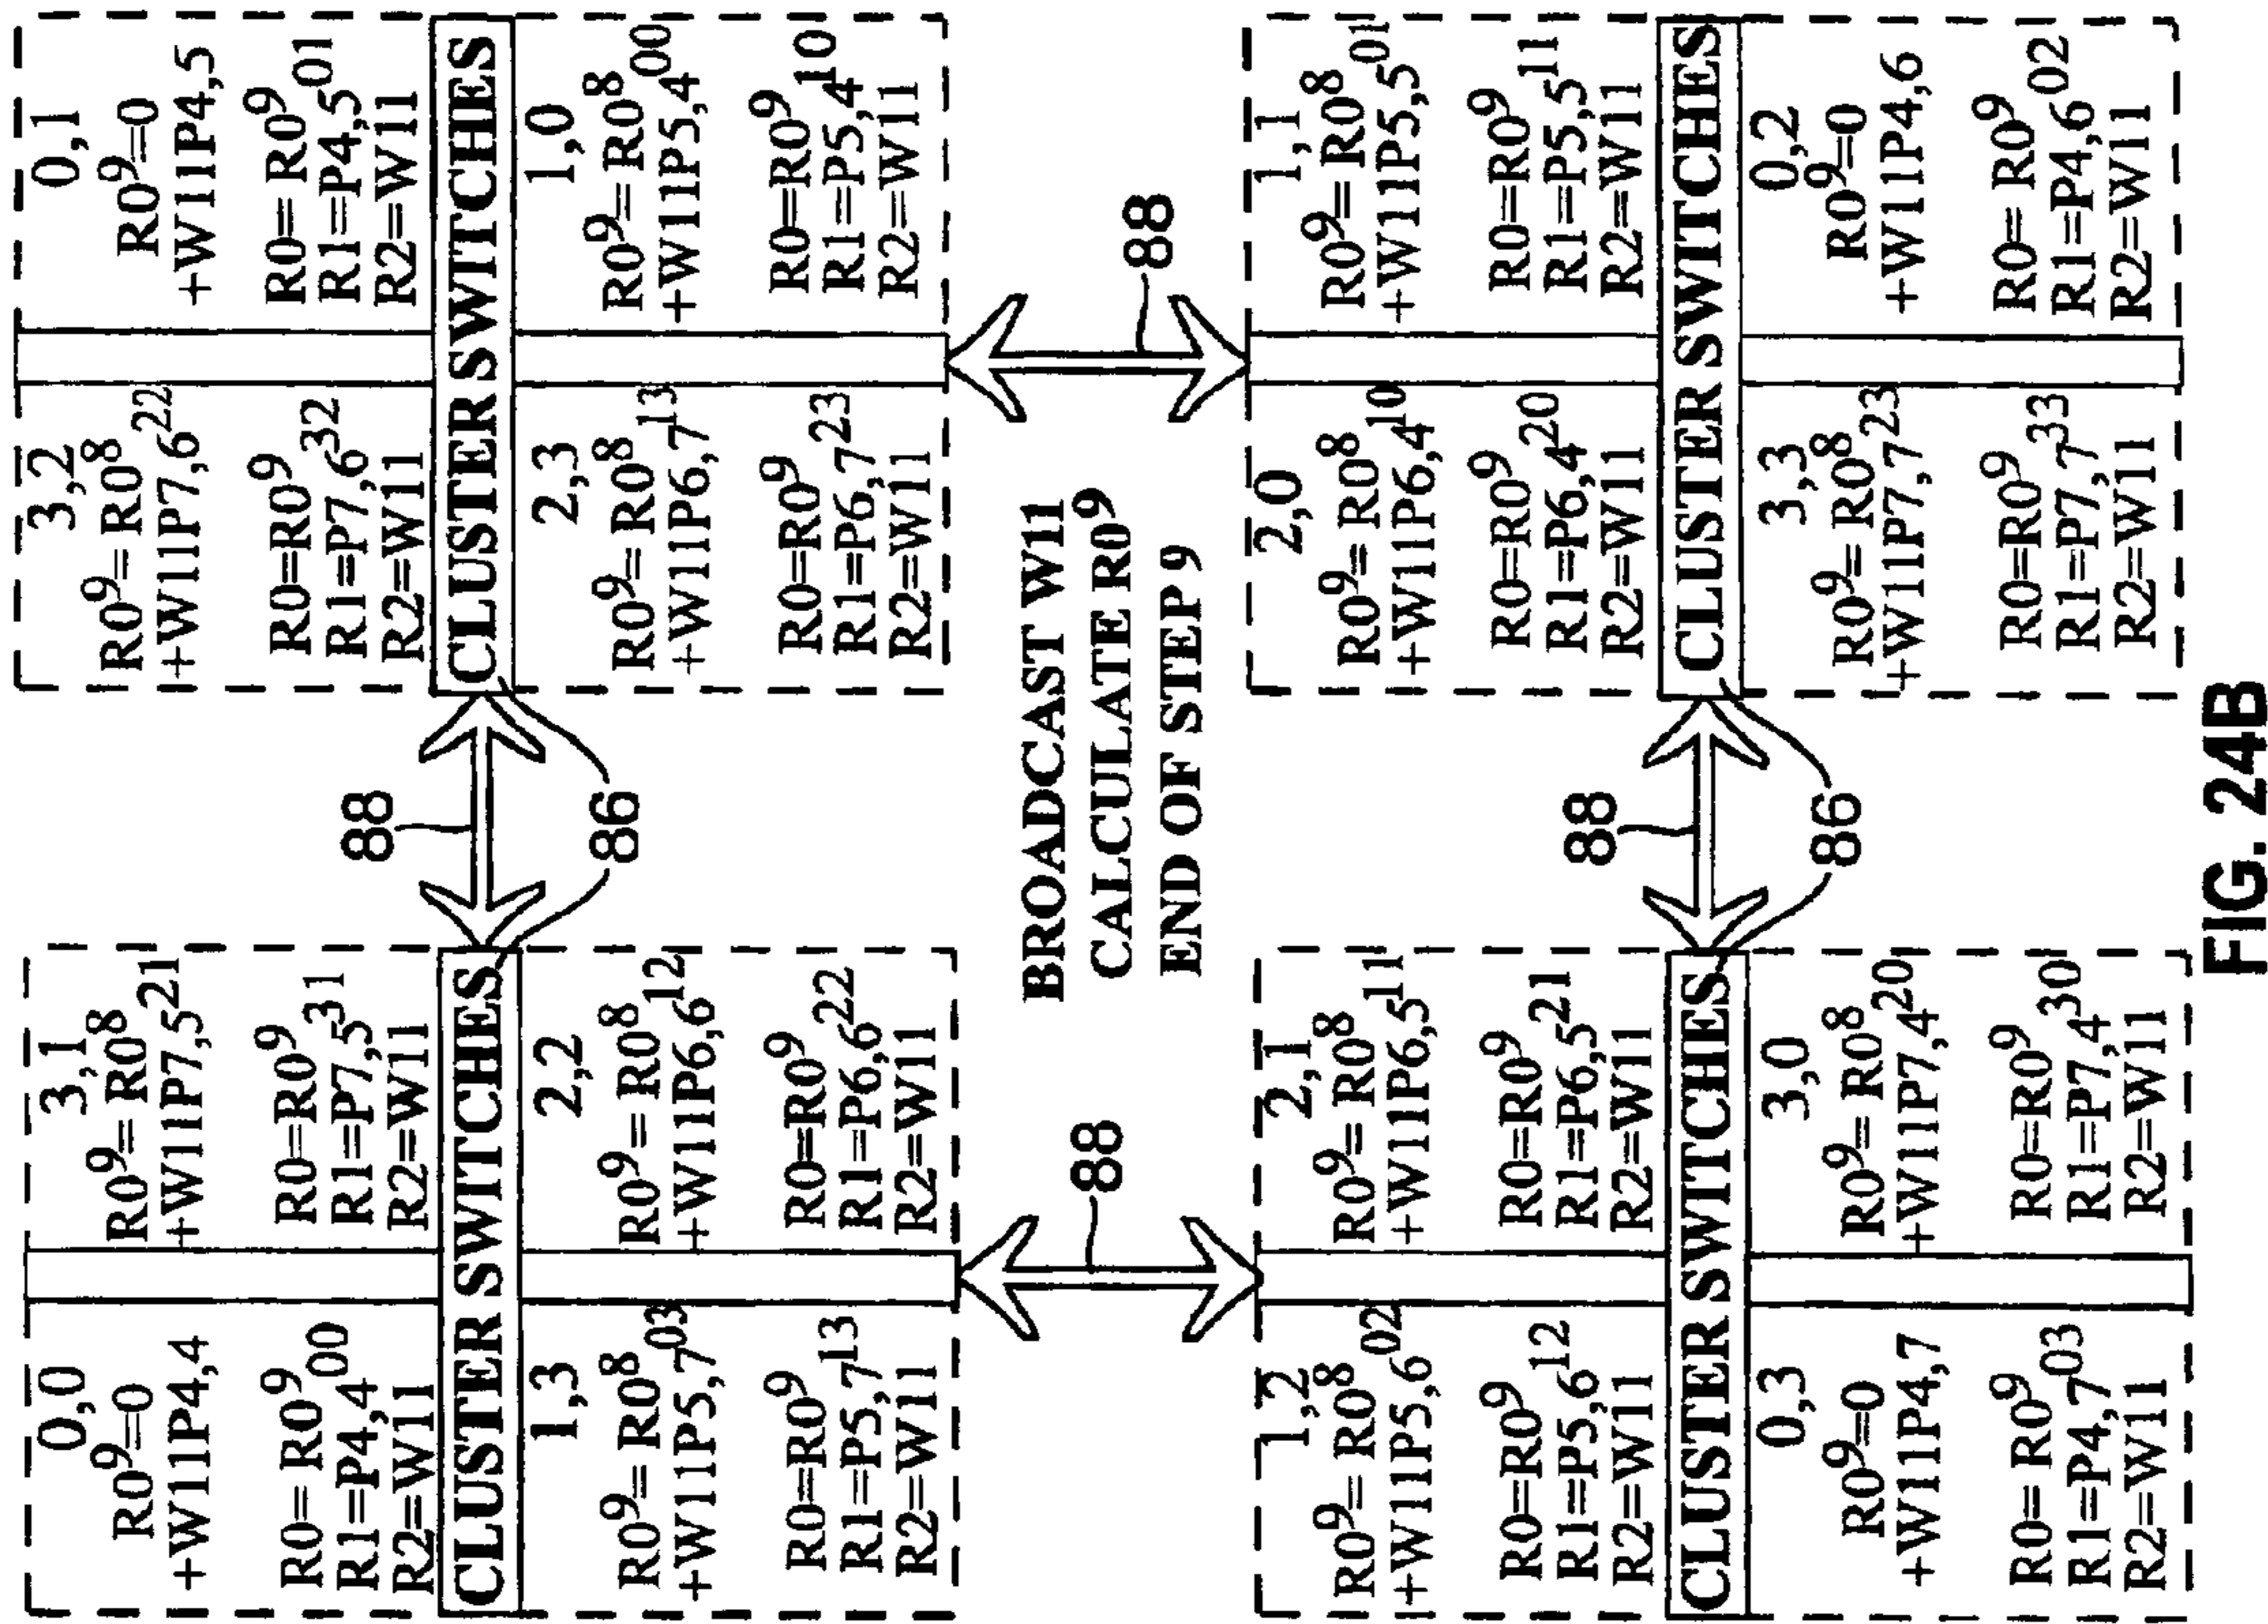 0,0
R0⁹=0
+W11P4,4
R0= R0⁹
R1=P4,4⁰⁰
R2=W11
3,1
R0⁹= R0⁸
+W11P7,5²¹
R0=R0⁹
R1=P7,5³¹
R2=W11
CLUSTER SWITCHES
1,3
R0⁹= R0⁸
+W11P5,7⁰³
R0=R0⁹
R1=P5,7¹³
R2=W11
2,2
R0⁹= R0⁸
+W11P6,6¹²
R0=R0⁹
R1=P6,6²²
R2=W11
88
86
3,2
R0⁹= R0⁸
+W11P7,6²²
R0=R0⁹
R1=P7,6³²
R2=W11
0,1
R0⁹=0
+W11P4,5
R0= R0⁹
R1=P4,5⁰¹
R2=W11
CLUSTER SWITCHES
2,3
R0⁹= R0⁸
+W11P6,7¹³
R0=R0⁹
R1=P6,7²³
R2=W11
1,0
R0⁹= R0⁸
+W11P5,4⁰⁰
R0=R0⁹
R1=P5,4¹⁰
R2=W11
88
BROADCAST W11
CALCULATE R0⁹
END OF STEP 9
88
1,2
R0⁹= R0⁸
+W11P5,6⁰²
R0=R0⁹
R1=P5,6¹²
R2=W11
2,1
R0⁹= R0⁸
+W11P6,5¹¹
R0=R0⁹
R1=P6,5²¹
R2=W11
CLUSTER SWITCHES
0,3
R0⁹=0
+W11P4,7
R0= R0⁹
R1=P4,7⁰³
R2=W11
3,0
R0⁹= R0⁸
+W11P7,4²⁰
R0=R0⁹
R1=P7,4³⁰
R2=W11
88
86
2,0
R0⁹= R0⁸
+W11P6,4¹⁰
R0=R0⁹
R1=P6,4²⁰
R2=W11
1,1
R0⁹= R0⁸
+W11P5,5⁰¹
R0=R0⁹
R1=P5,5¹¹
R2=W11
CLUSTER SWITCHES
3,3
R0⁹= R0⁸
+W11P7,7²³
R0=R0⁹
R1=P7,7³³
R2=W11
0,2
R0⁹=0
+W11P4,6
R0= R0⁹
R1=P4,6⁰²
R2=W11
FIG. 24B